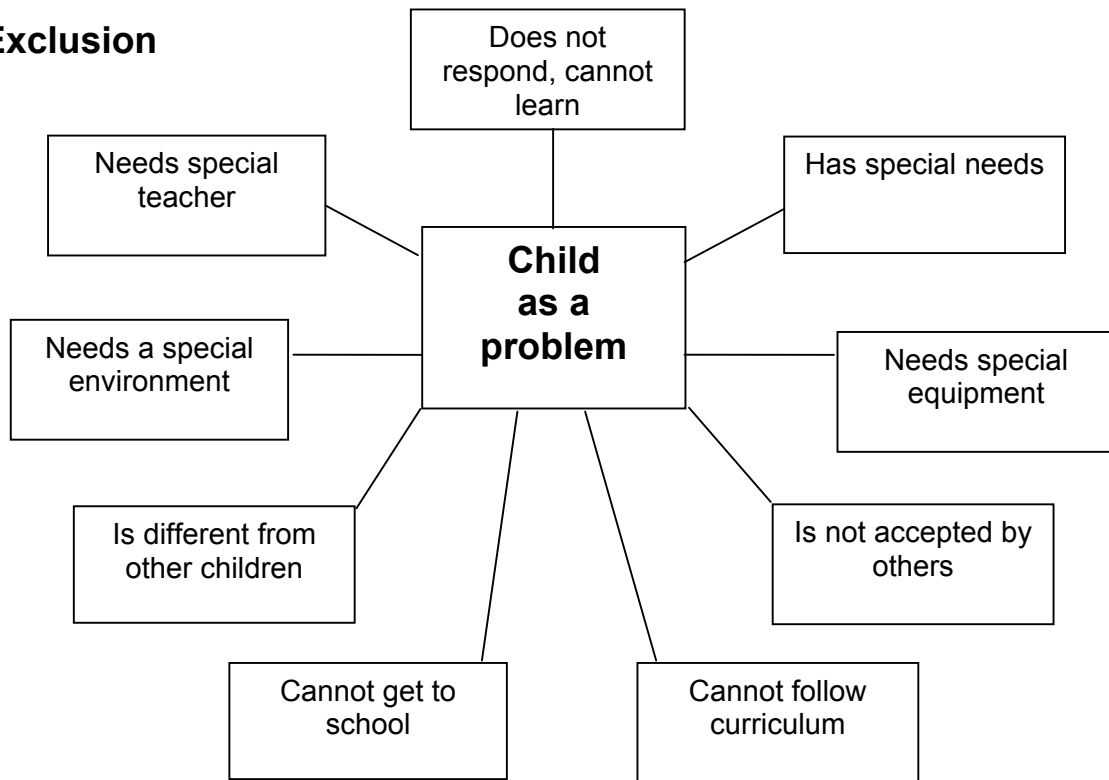 Exclusion
Does not
respond, cannot
learn
Needs special
teacher
Has special needs
Child
as a
problem
Needs a special
environment
Needs special
equipment
Is different from
other children
Is not accepted by
others
Cannot get to
school
Cannot follow
curriculum